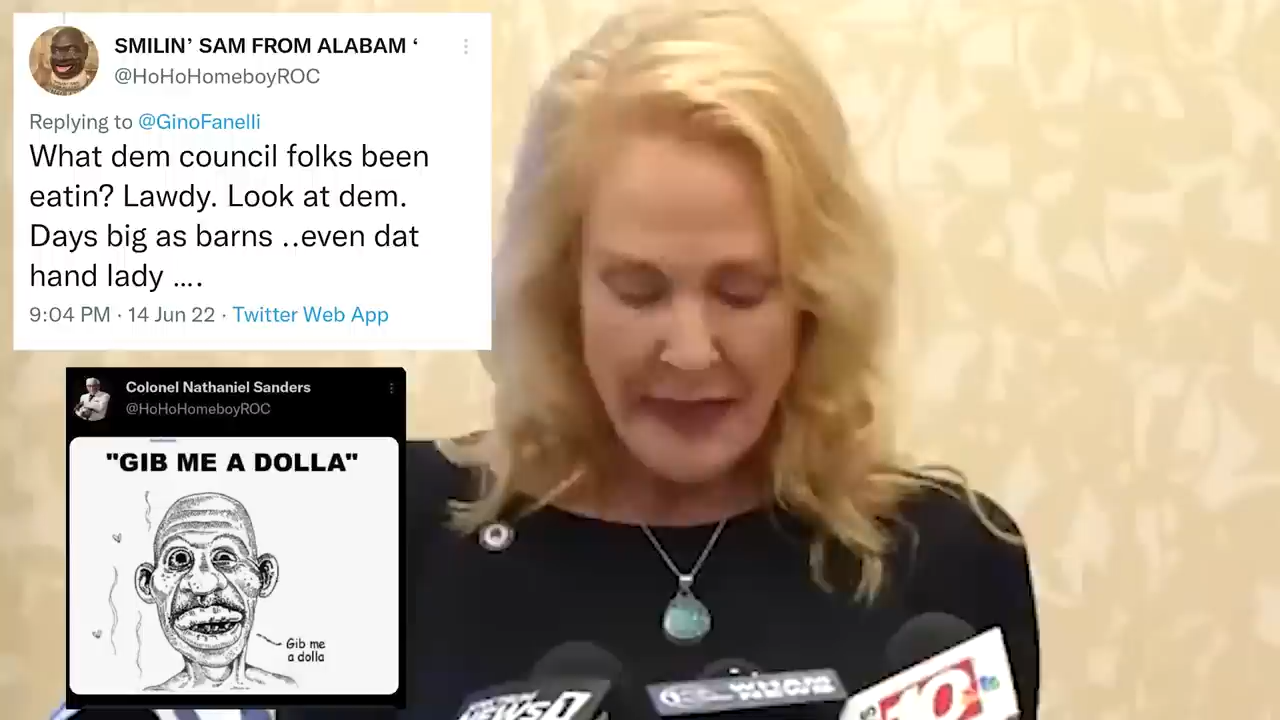 SMILIN’ SAM FROM ALABAM ‘
@HoHoHomeboyROC
Replying to @GinoFanelli
What dem council folks been
eatin? Lawdy. Look at dem.
Days big as barns ..even dat
hand lady ....
9:04 PM · 14 Jun 22 · Twitter Web App
Colonel Nathaniel Sanders
@HoHoHomeboyROC
"GIB ME A DOLLA"
Gib me
a dolla
NEWS
10